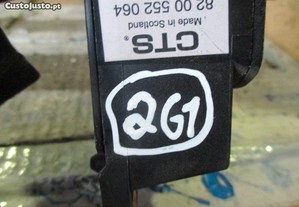 CustoJusto.pt
CTS®
Made in Scotland
82 00 552 064
2G1